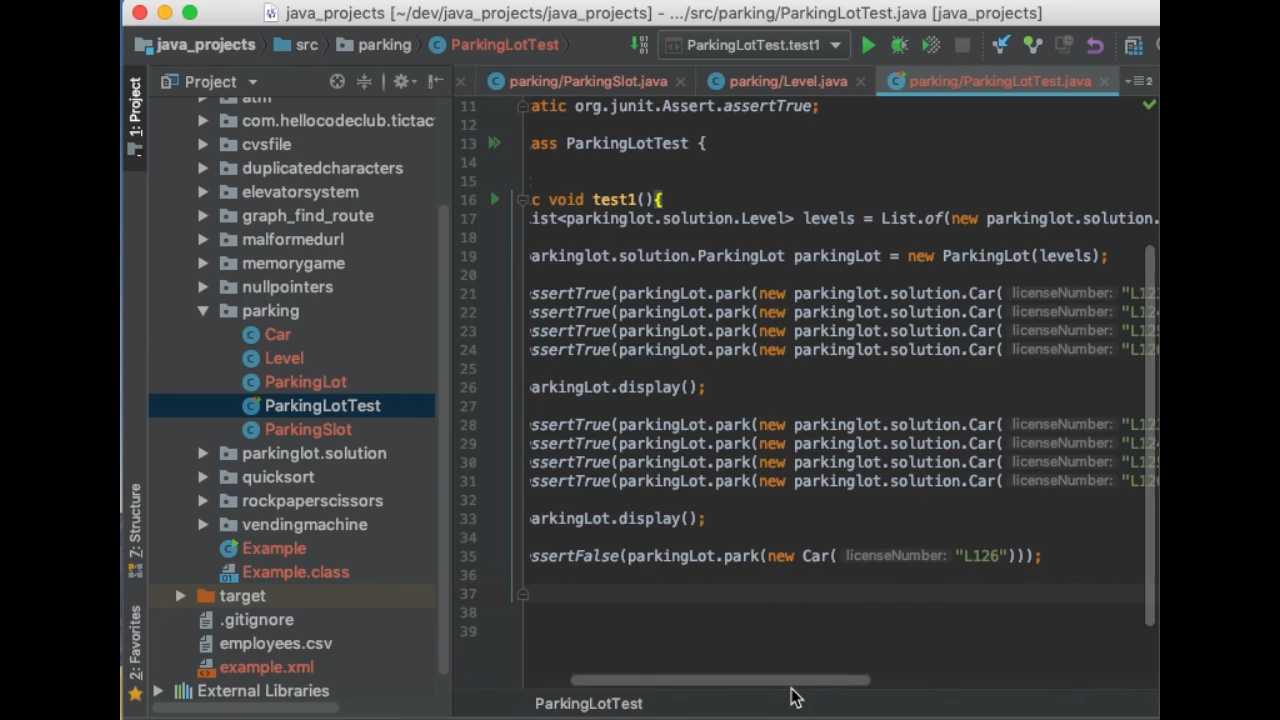 java_projects [~/dev/java_projects/java_projects] - .../src/parking/ParkingLotTest.java [java_projects]
java_projects src parking ParkingLotTest ParkingLotTest.test1
1: Project
Project
parking/ParkingSlot.java parking/Level.java parking/ParkingLotTest.java 2
atm
com.hellocodeclub.tictac
cvsfile
duplicatedcharacters
elevatorsystem
graph_find_route
malformedurl
memorygame
nullpointers
parking
Car
Level
ParkingLot
ParkingLotTest
ParkingSlot
parkinglot.solution
quicksort
rockpaperscissors
vendingmachine
Example
Example.class
target
.gitignore
employees.csv
example.xml
External Libraries
7: Structure
2: Favorites
11 atic org.junit.Assert.assertTrue;
12
13 ass ParkingLotTest {
14
15
16 c void test1(){
17 ist<parkinglot.solution.Level> levels = List.of(new parkinglot.solution.
18
19 arkinglot.solution.ParkingLot parkingLot = new ParkingLot(levels);
20
21 ssertTrue(parkingLot.park(new parkinglot.solution.Car( licenseNumber: "L12
22 ssertTrue(parkingLot.park(new parkinglot.solution.Car( licenseNumber: "L12
23 ssertTrue(parkingLot.park(new parkinglot.solution.Car( licenseNumber: "L12
24 ssertTrue(parkingLot.park(new parkinglot.solution.Car( licenseNumber: "L12
25
26 arkingLot.display();
27
28 ssertTrue(parkingLot.park(new parkinglot.solution.Car( licenseNumber: "L12
29 ssertTrue(parkingLot.park(new parkinglot.solution.Car( licenseNumber: "L12
30 ssertTrue(parkingLot.park(new parkinglot.solution.Car( licenseNumber: "L12
31 ssertTrue(parkingLot.park(new parkinglot.solution.Car( licenseNumber: "L12
32
33 arkingLot.display();
34
35 ssertFalse(parkingLot.park(new Car( licenseNumber: "L126")));
36
37
38
39
ParkingLotTest